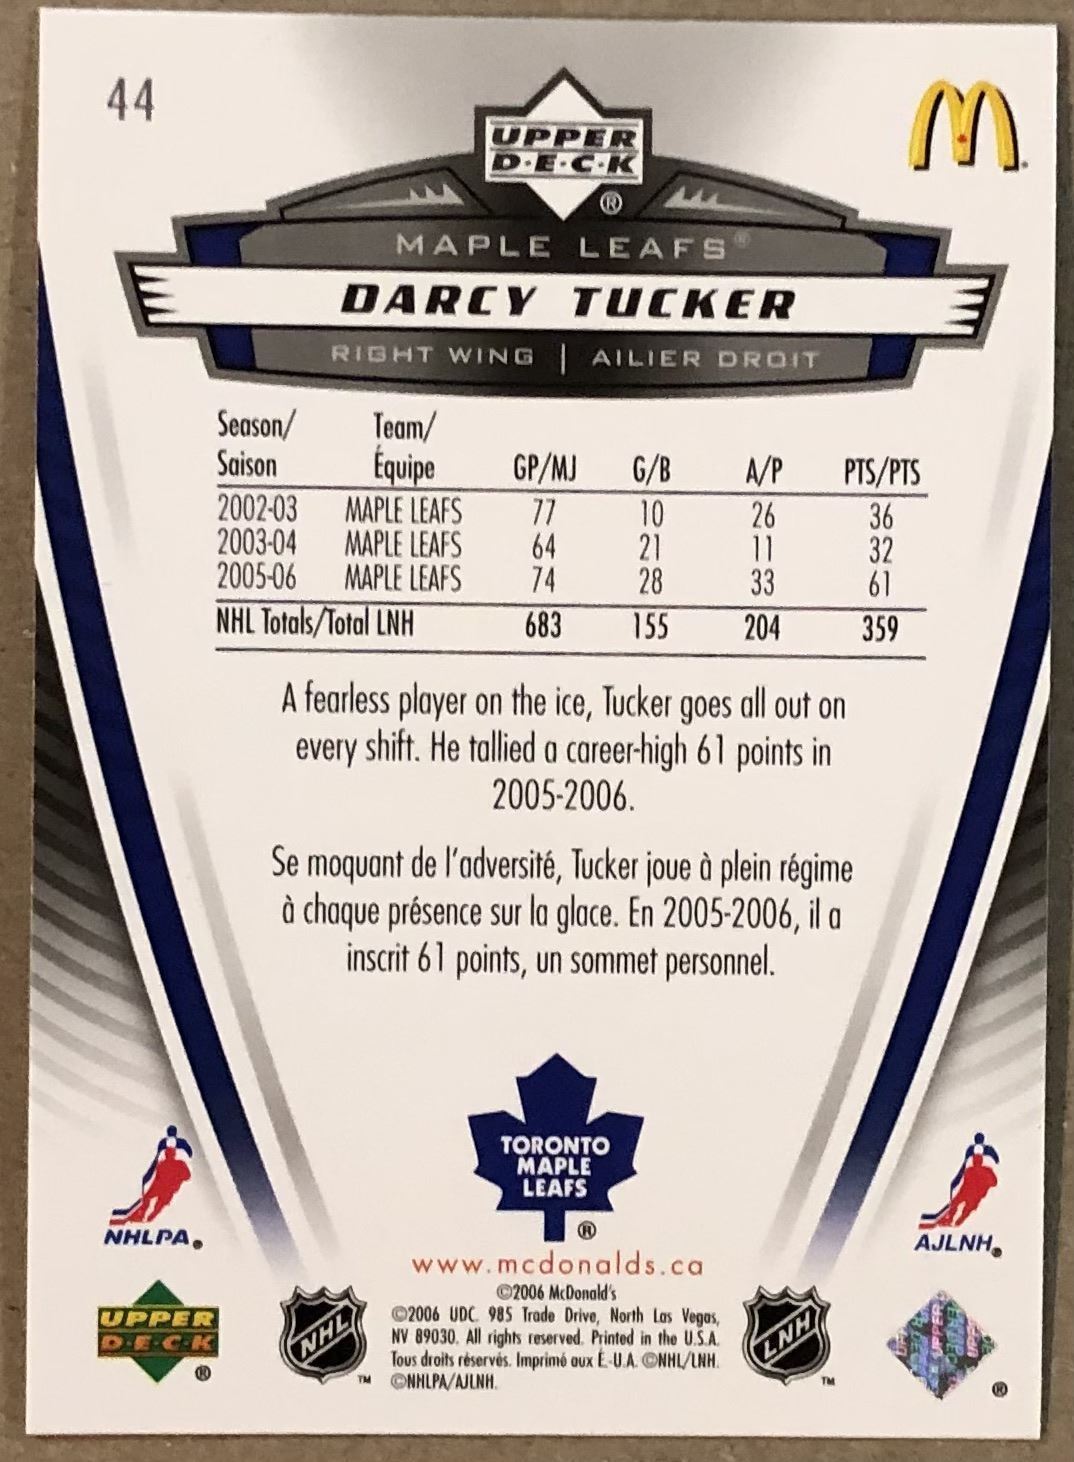 44
UPPER
D·E·C·K
®
MAPLE LEAFS®
DARCY TUCKER
RIGHT WING | AILIER DROIT
Season/ Team/
Saison Équipe GP/MJ G/B A/P PTS/PTS
2002-03 MAPLE LEAFS 77 10 26 36
2003-04 MAPLE LEAFS 64 21 11 32
2005-06 MAPLE LEAFS 74 28 33 61
NHL Totals/Total LNH 683 155 204 359
A fearless player on the ice, Tucker goes all out on
every shift. He tallied a career-high 61 points in
2005-2006.
Se moquant de l'adversité, Tucker joue à plein régime
à chaque présence sur la glace. En 2005-2006, il a
inscrit 61 points, un sommet personnel.
TORONTO
MAPLE
LEAFS
®
NHLPA®
AJLNH®
www.mcdonalds.ca
©2006 McDonald's
©2006 UDC. 985 Trade Drive, North Las Vegas,
NV 89030. All rights reserved. Printed in the U.S.A.
Tous droits réservés. Imprimé aux É.-U.A. ©NHL/LNH.
©NHLPA/AJLNH.
UPPER
D·E·C·K
®
NHL
™
LNH
™
UPPER
®